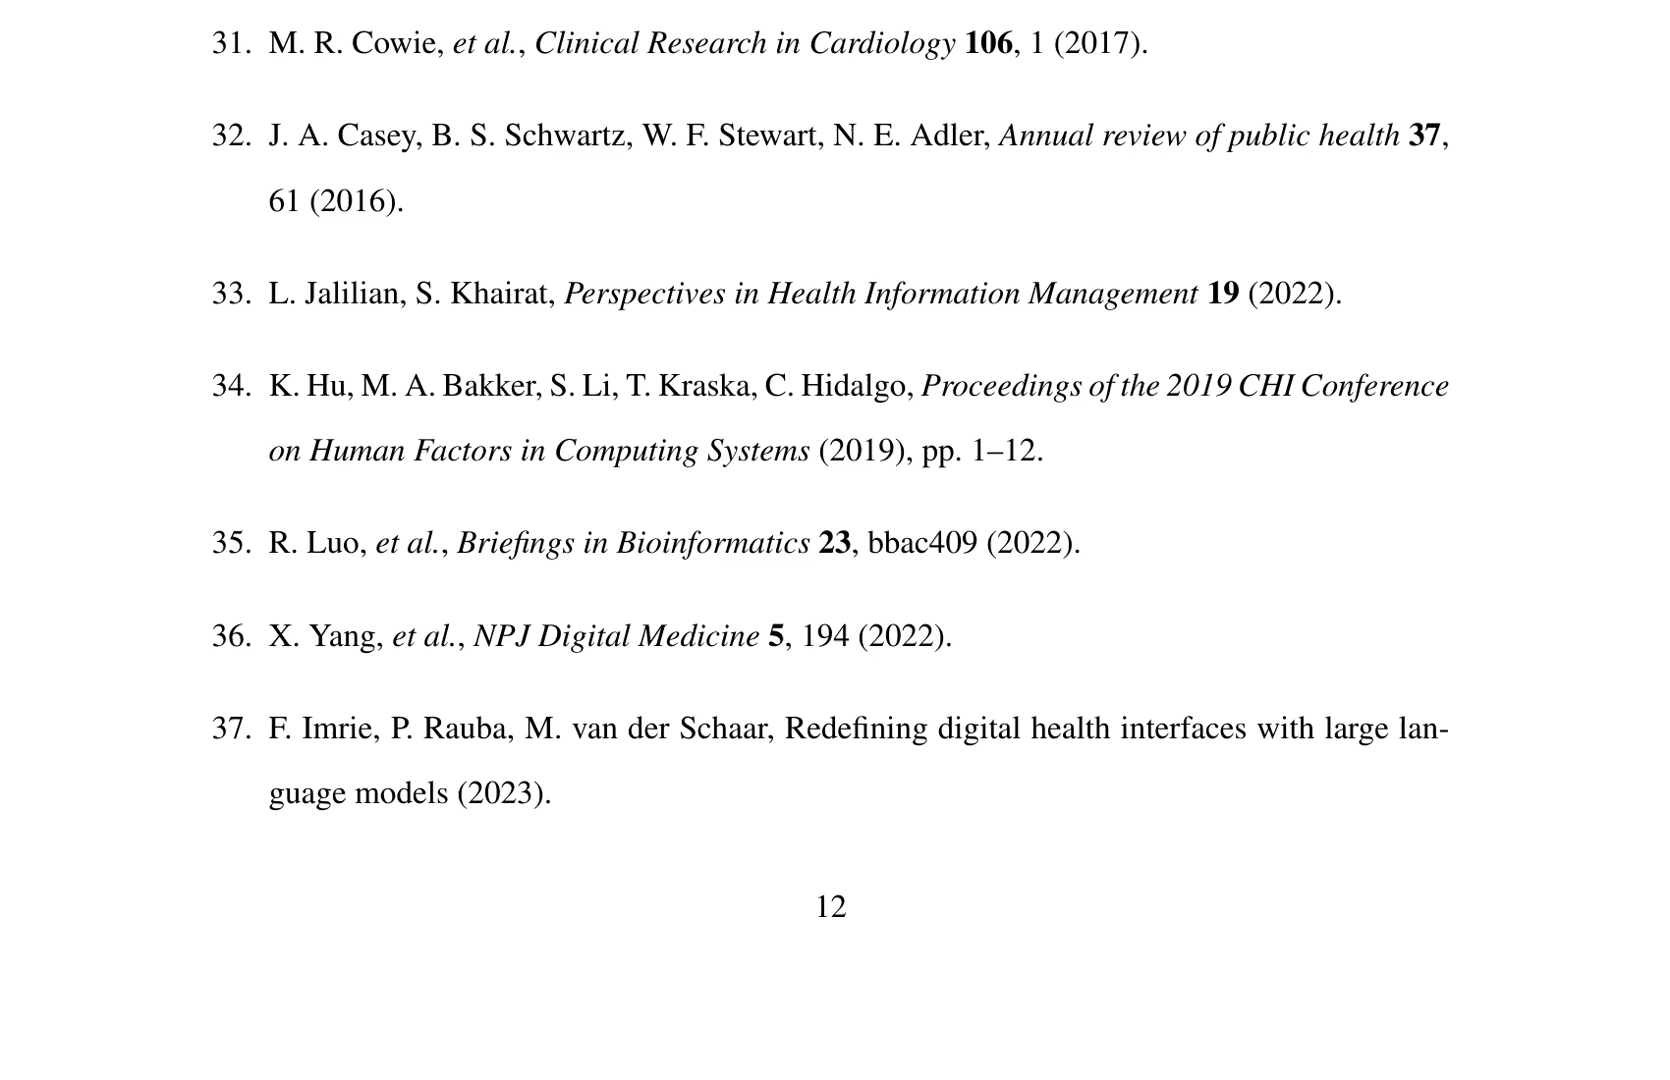 31. M. R. Cowie, et al., Clinical Research in Cardiology 106, 1 (2017).
32. J. A. Casey, B. S. Schwartz, W. F. Stewart, N. E. Adler, Annual review of public health 37,
61 (2016).
33. L. Jalilian, S. Khairat, Perspectives in Health Information Management 19 (2022).
34. K. Hu, M. A. Bakker, S. Li, T. Kraska, C. Hidalgo, Proceedings of the 2019 CHI Conference
on Human Factors in Computing Systems (2019), pp. 1–12.
35. R. Luo, et al., Briefings in Bioinformatics 23, bbac409 (2022).
36. X. Yang, et al., NPJ Digital Medicine 5, 194 (2022).
37. F. Imrie, P. Rauba, M. van der Schaar, Redefining digital health interfaces with large lan-
guage models (2023).
12